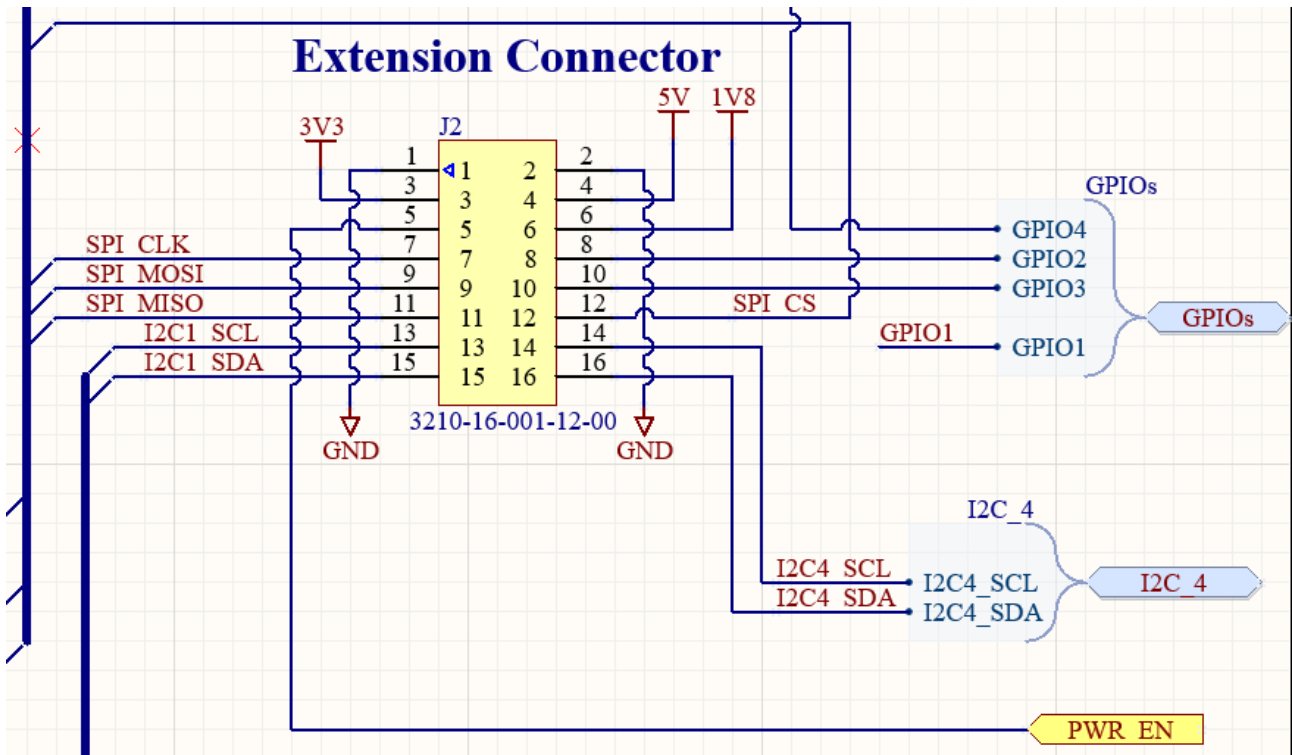 Extension Connector
5V 1V8
3V3 J2
1 1 2 2
3 3 4 4
5 5 6 6
SPI_CLK 7 7 8 8
SPI_MOSI 9 9 10 10
SPI_MISO 11 11 12 12 SPI_CS
I2C1_SCL 13 13 14 14
I2C1_SDA 15 15 16 16
3210-16-001-12-00
GND GND
GPIOs
GPIO4
GPIO2
GPIO3
GPIOs
GPIO1 GPIO1
I2C_4
I2C4_SCL I2C4_SCL I2C_4
I2C4_SDA I2C4_SDA
PWR_EN